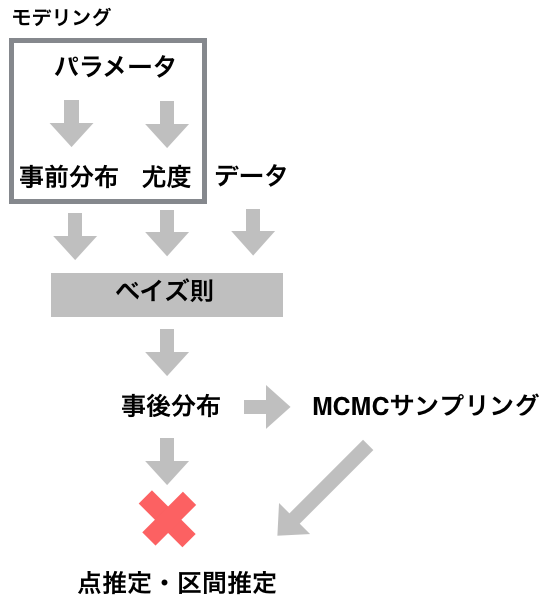 モデリング
パラメータ
事前分布 尤度 データ
ベイズ則
事後分布 MCMCサンプリング
点推定・区間推定